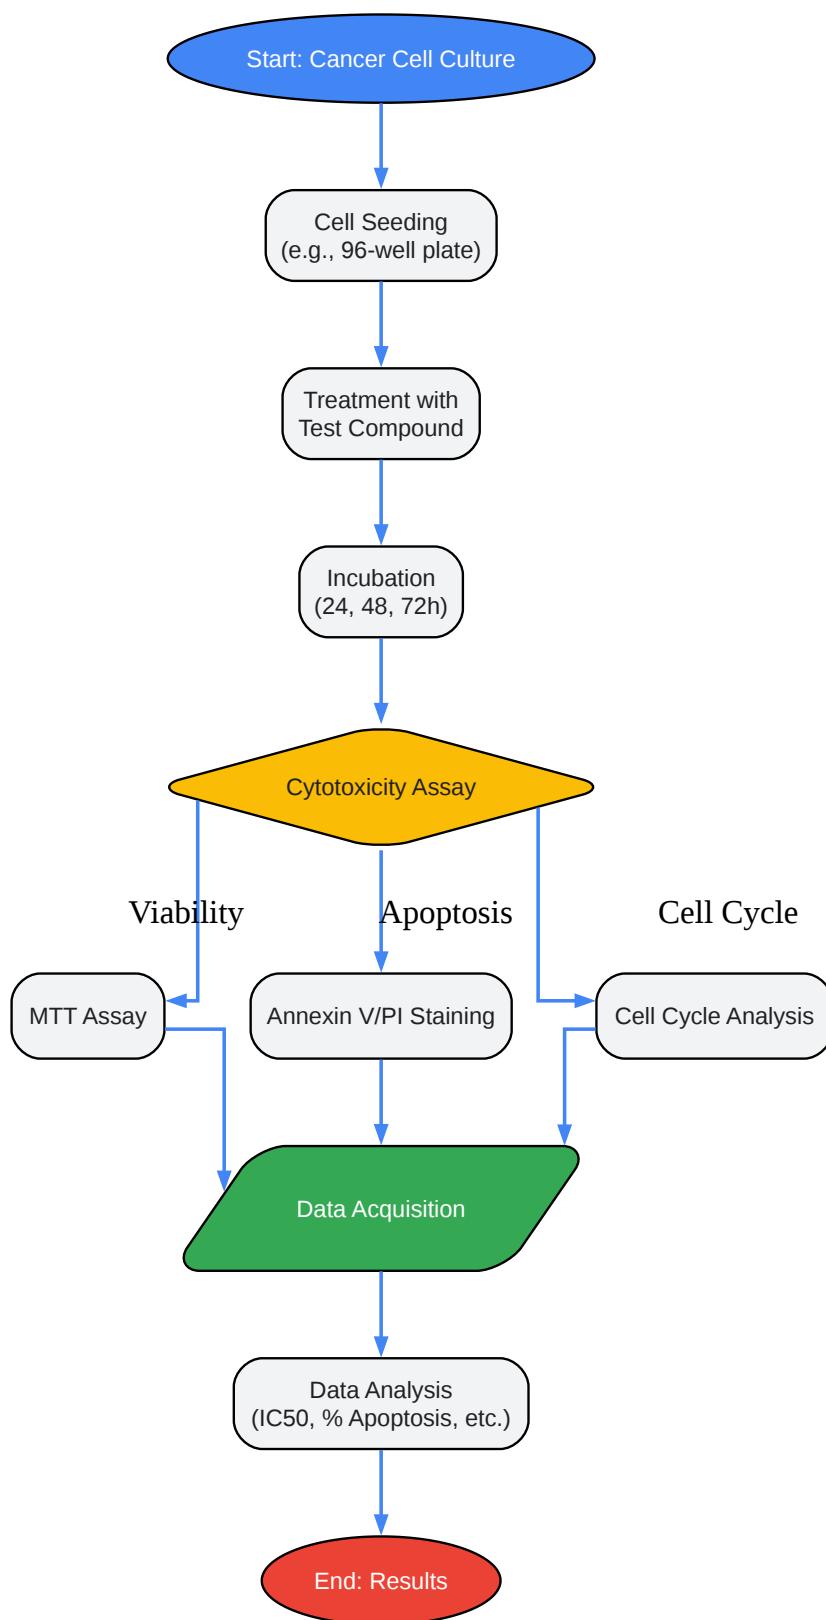 Start: Cancer Cell Culture
Cell Seeding
(e.g., 96-well plate)
Treatment with
Test Compound
Incubation
(24, 48, 72h)
Cytotoxicity Assay
Viability
Apoptosis
Cell Cycle
MTT Assay
Annexin V/PI Staining
Cell Cycle Analysis
Data Acquisition
Data Analysis
(IC50, % Apoptosis, etc.)
End: Results